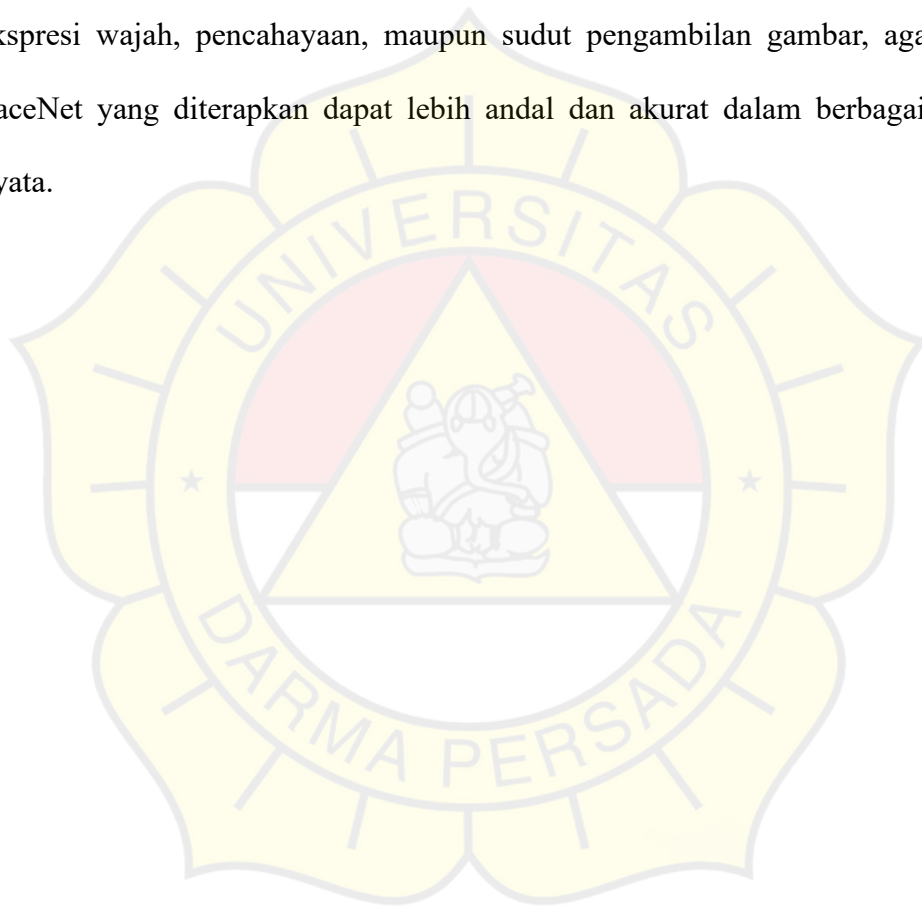 kspresi wajah, pencahayaan, maupun sudut pengambilan gambar, aga
aceNet yang diterapkan dapat lebih andal dan akurat dalam berbagai
yata.
UNIVERSITAS
DARMA PERSADA